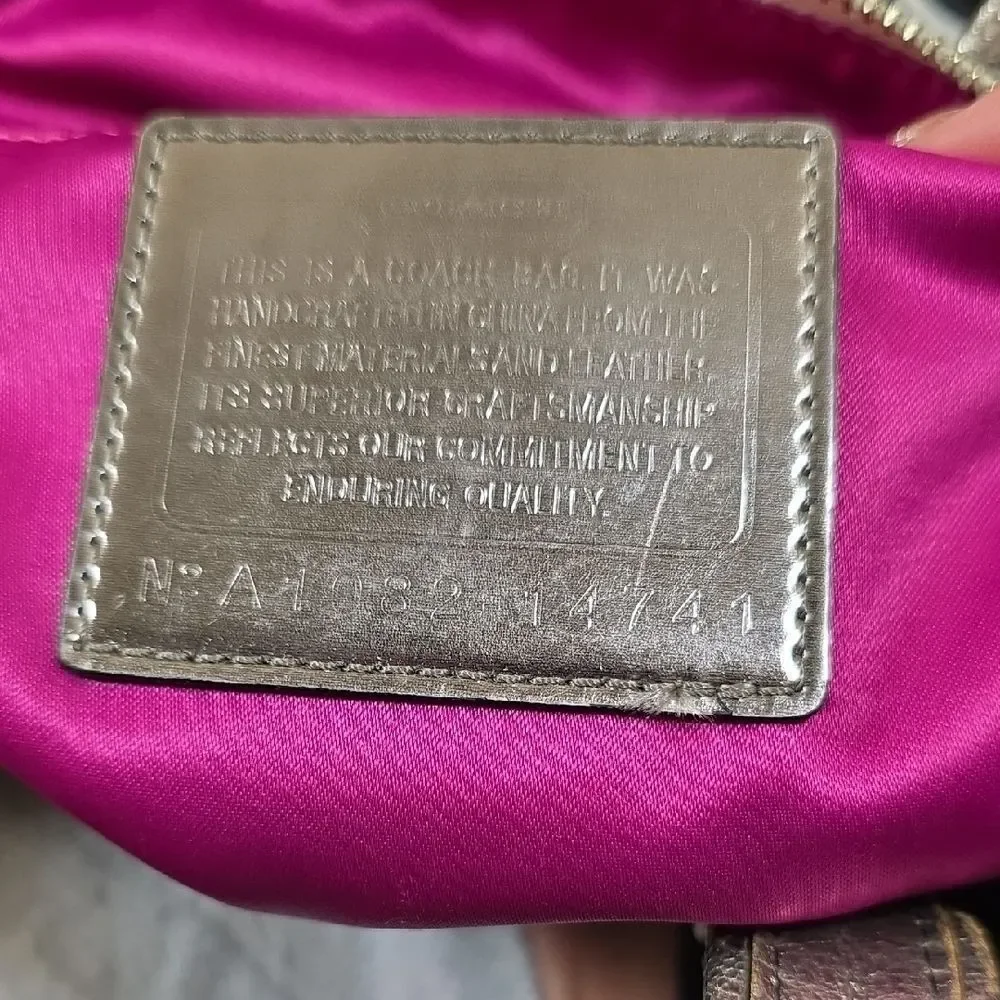 THIS IS A COACH BAG. IT WAS
HANDCRAFTED IN CHINA FROM THE
FINEST MATERIALS AND LEATHER.
ITS SUPERIOR CRAFTSMANSHIP
REFLECTS OUR COMMITMENT TO
ENDURING QUALITY.
Nº A1082-14741